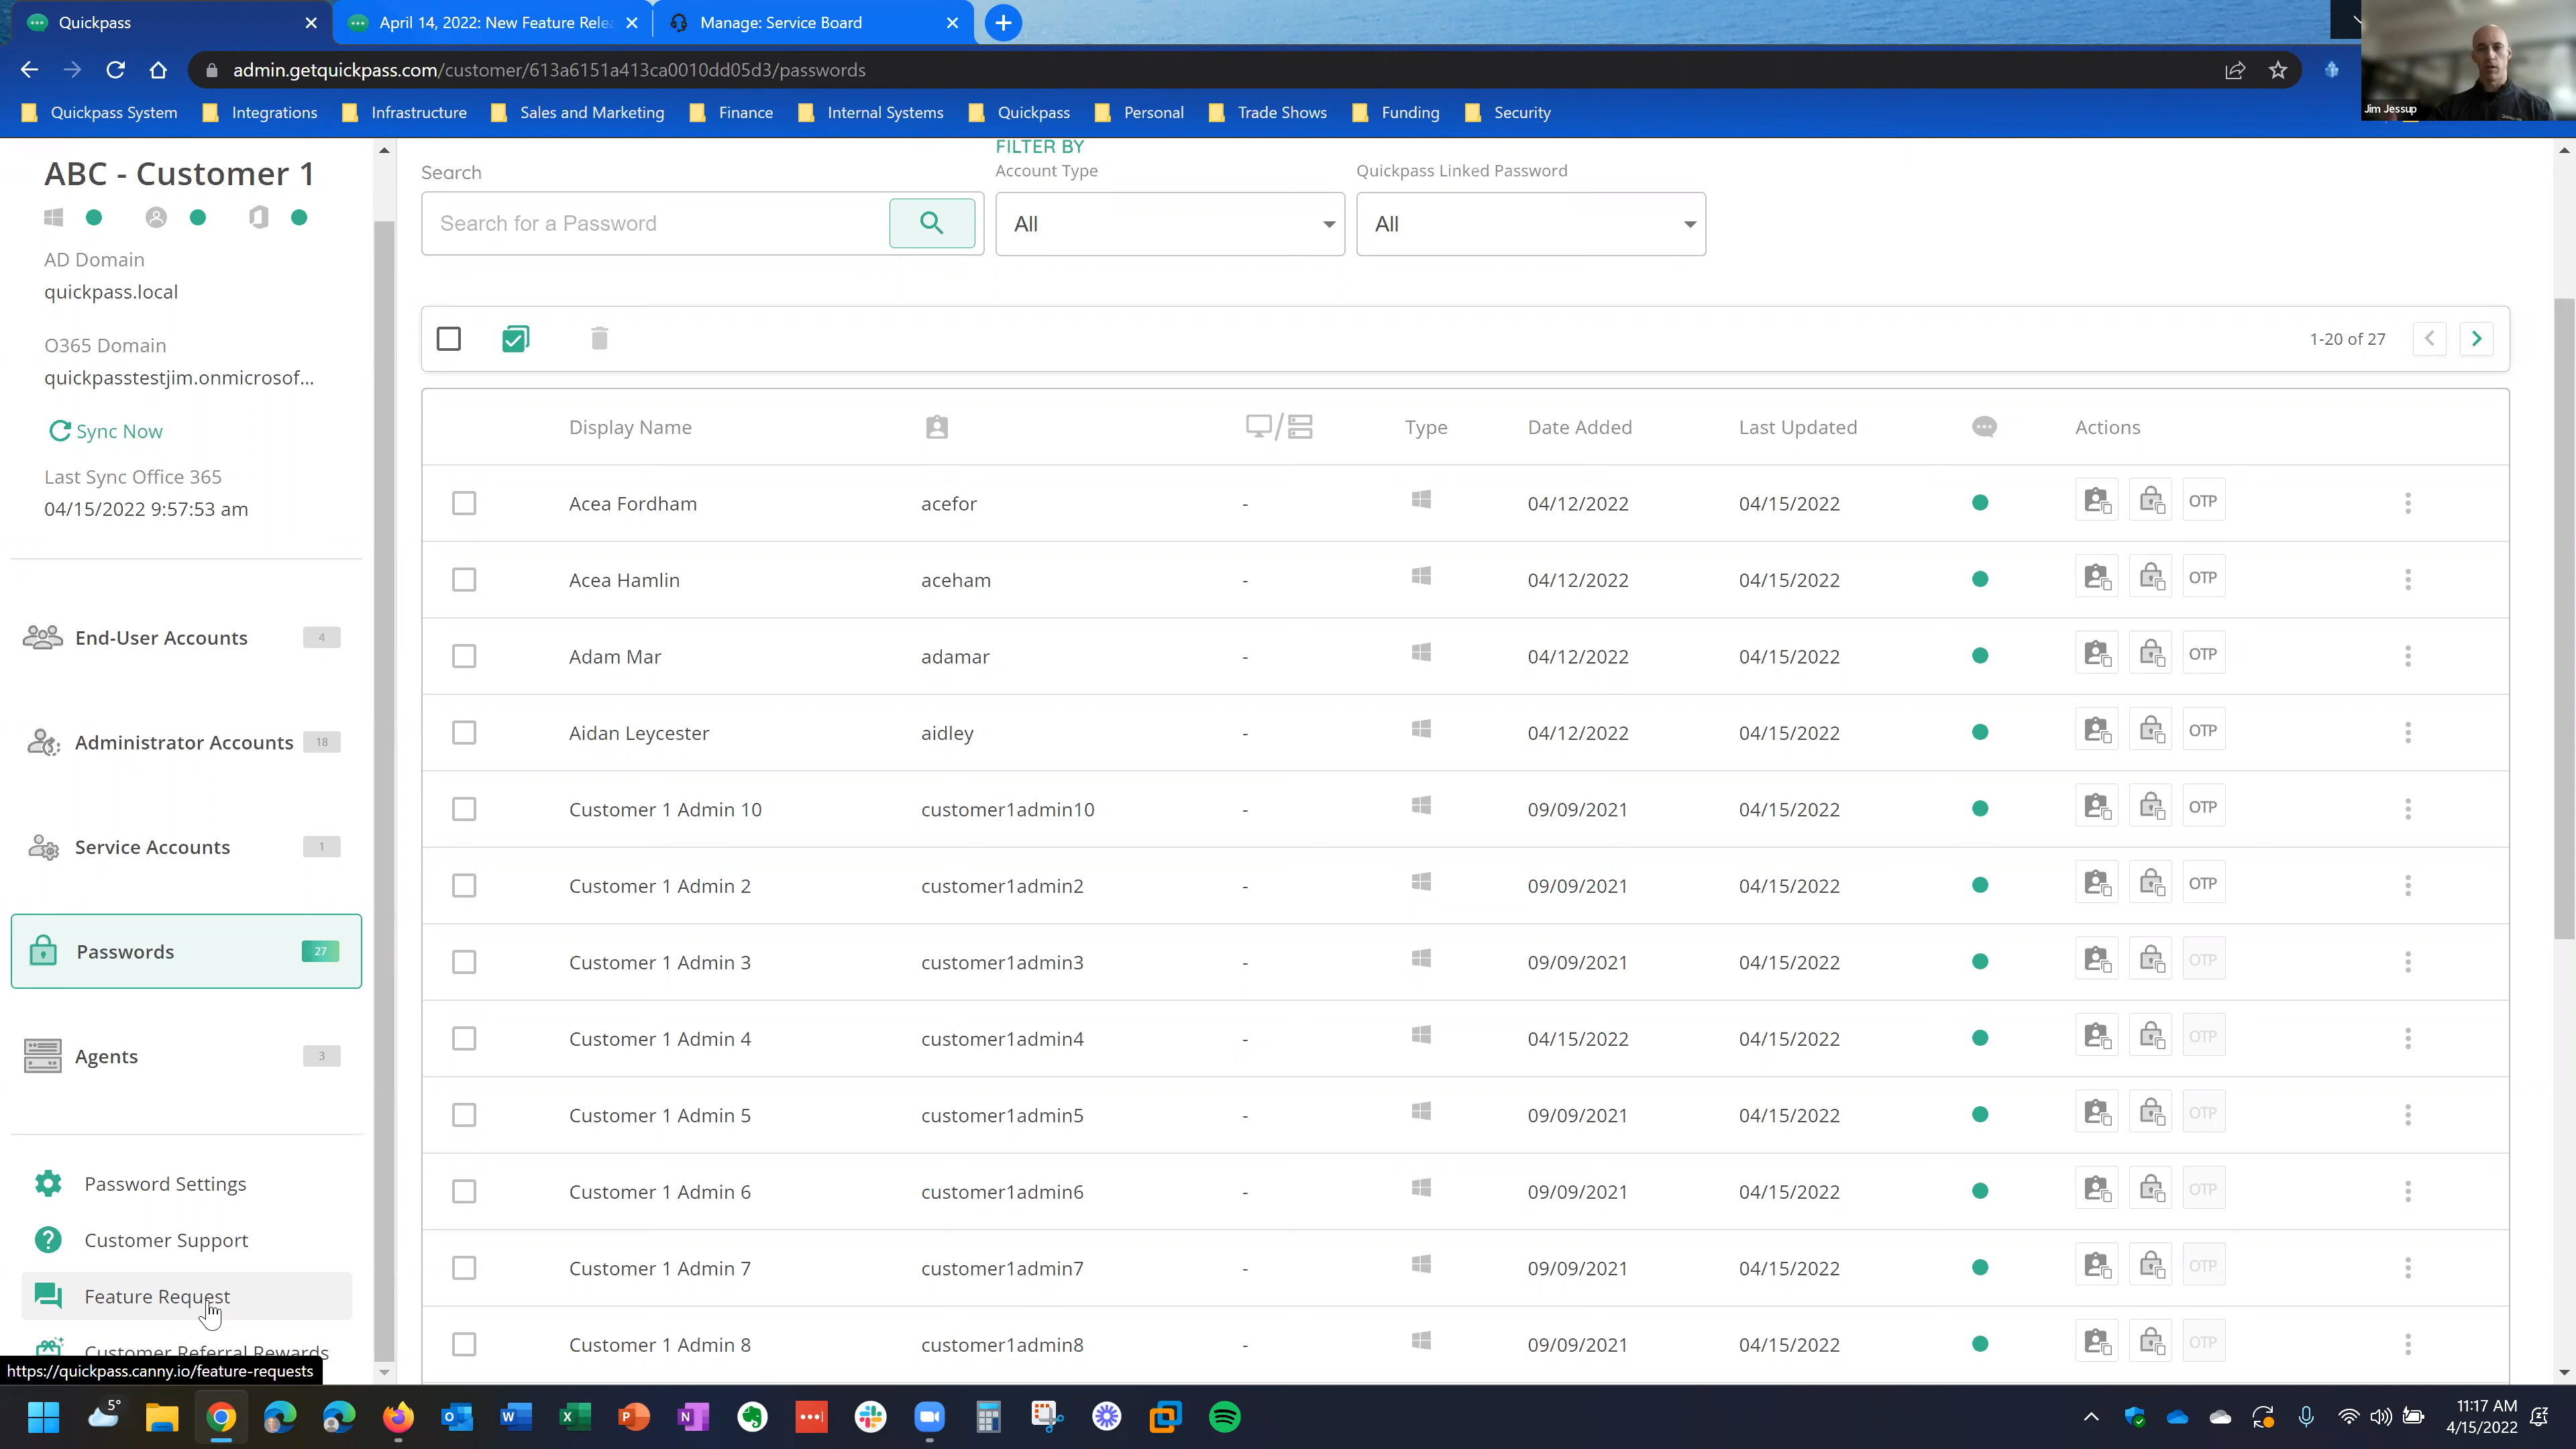 Quickpass
April 14, 2022: New Feature Rele
Manage: Service Board
admin.getquickpass.com/customer/613a6151a413ca0010dd05d3/passwords
Quickpass System Integrations Infrastructure Sales and Marketing Finance Internal Systems Quickpass Personal Trade Shows Funding Security
Jim Jessup
ABC - Customer 1
AD Domain
quickpass.local
O365 Domain
quickpasstestjim.onmicrosof...
Sync Now
Last Sync Office 365
04/15/2022 9:57:53 am
End-User Accounts 4
Administrator Accounts 18
Service Accounts 1
Passwords 27
Agents 3
Password Settings
Customer Support
Feature Request
Customer Referral Rewards
https://quickpass.canny.io/feature-requests
FILTER BY
Search Account Type Quickpass Linked Password
Search for a Password All All
1-20 of 27
Display Name Type Date Added Last Updated Actions
Acea Fordham acefor - 04/12/2022 04/15/2022 OTP
Acea Hamlin aceham - 04/12/2022 04/15/2022 OTP
Adam Mar adamar - 04/12/2022 04/15/2022 OTP
Aidan Leycester aidley - 04/12/2022 04/15/2022 OTP
Customer 1 Admin 10 customer1admin10 - 09/09/2021 04/15/2022 OTP
Customer 1 Admin 2 customer1admin2 - 09/09/2021 04/15/2022 OTP
Customer 1 Admin 3 customer1admin3 - 09/09/2021 04/15/2022 OTP
Customer 1 Admin 4 customer1admin4 - 04/15/2022 04/15/2022 OTP
Customer 1 Admin 5 customer1admin5 - 09/09/2021 04/15/2022 OTP
Customer 1 Admin 6 customer1admin6 - 09/09/2021 04/15/2022 OTP
Customer 1 Admin 7 customer1admin7 - 09/09/2021 04/15/2022 OTP
Customer 1 Admin 8 customer1admin8 - 09/09/2021 04/15/2022 OTP
5°
11:17 AM
4/15/2022